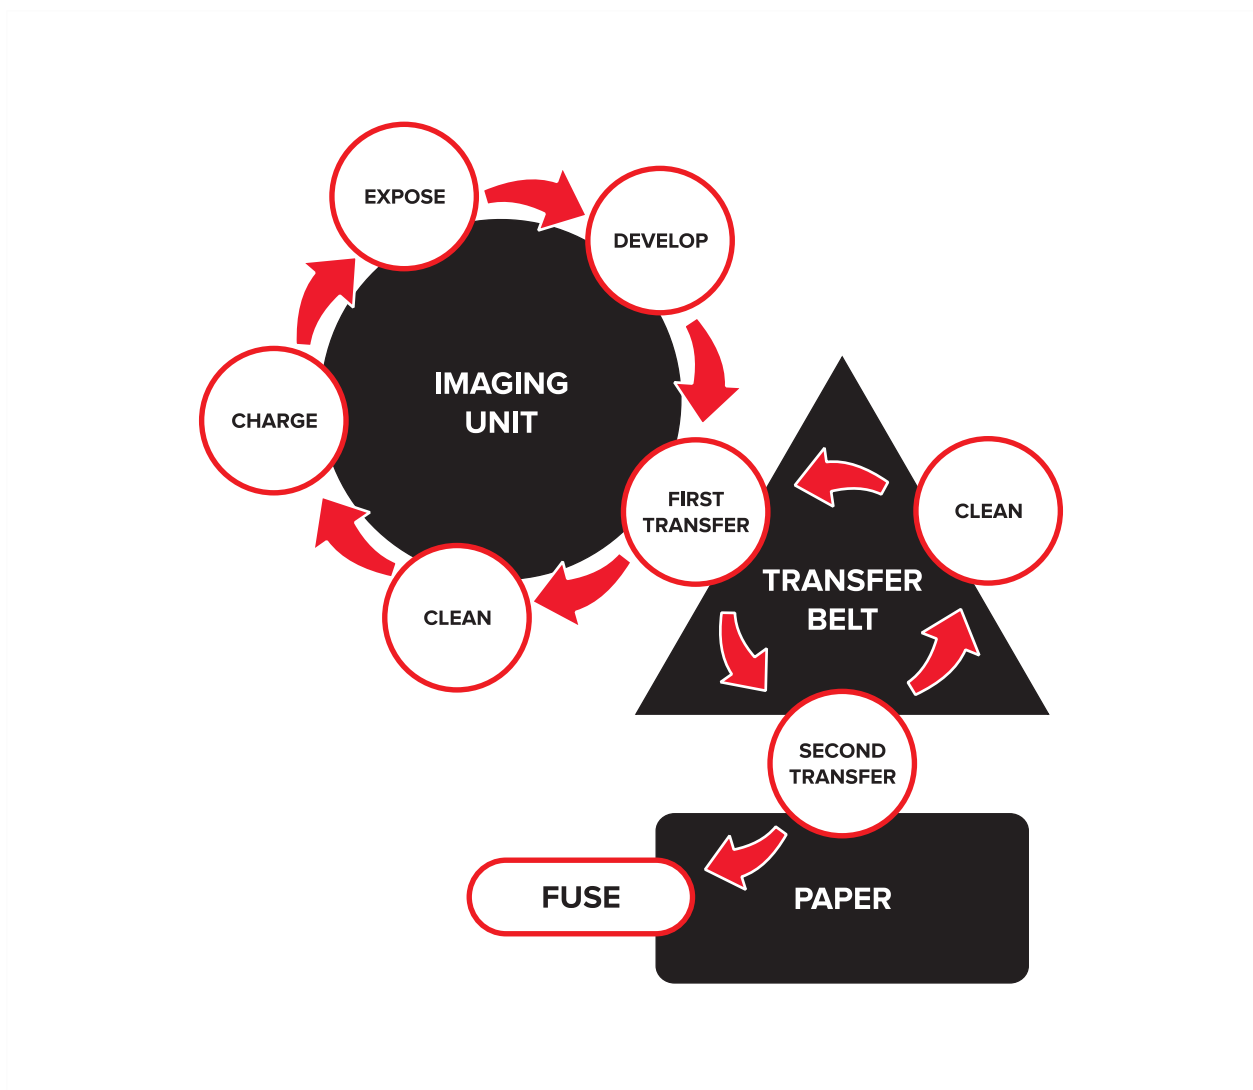 EXPOSE
DEVELOP
IMAGING
UNIT
CHARGE
FIRST
TRANSFER
CLEAN
CLEAN
TRANSFER
BELT
SECOND
TRANSFER
FUSE
PAPER